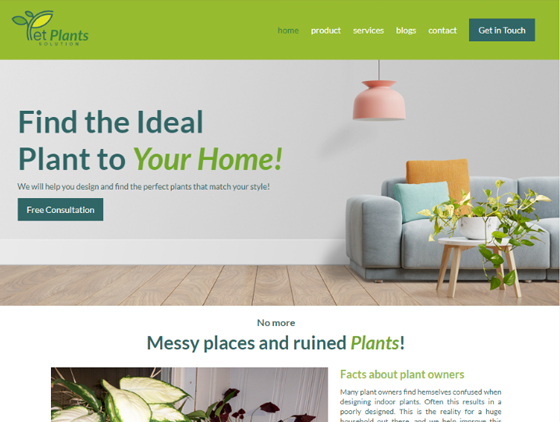 Pet Plants
SOLUTION
home product services blogs contact Get in Touch
Find the Ideal
Plant to Your Home!
We will help you design and find the perfect plants that match your style!
Free Consultation
No more
Messy places and ruined Plants!
Facts about plant owners
Many plant owners find hemselves confused when
designing indoor plants. Often this results in a
poorly designed. This is the reality for a huge
household out there, and we help improve this